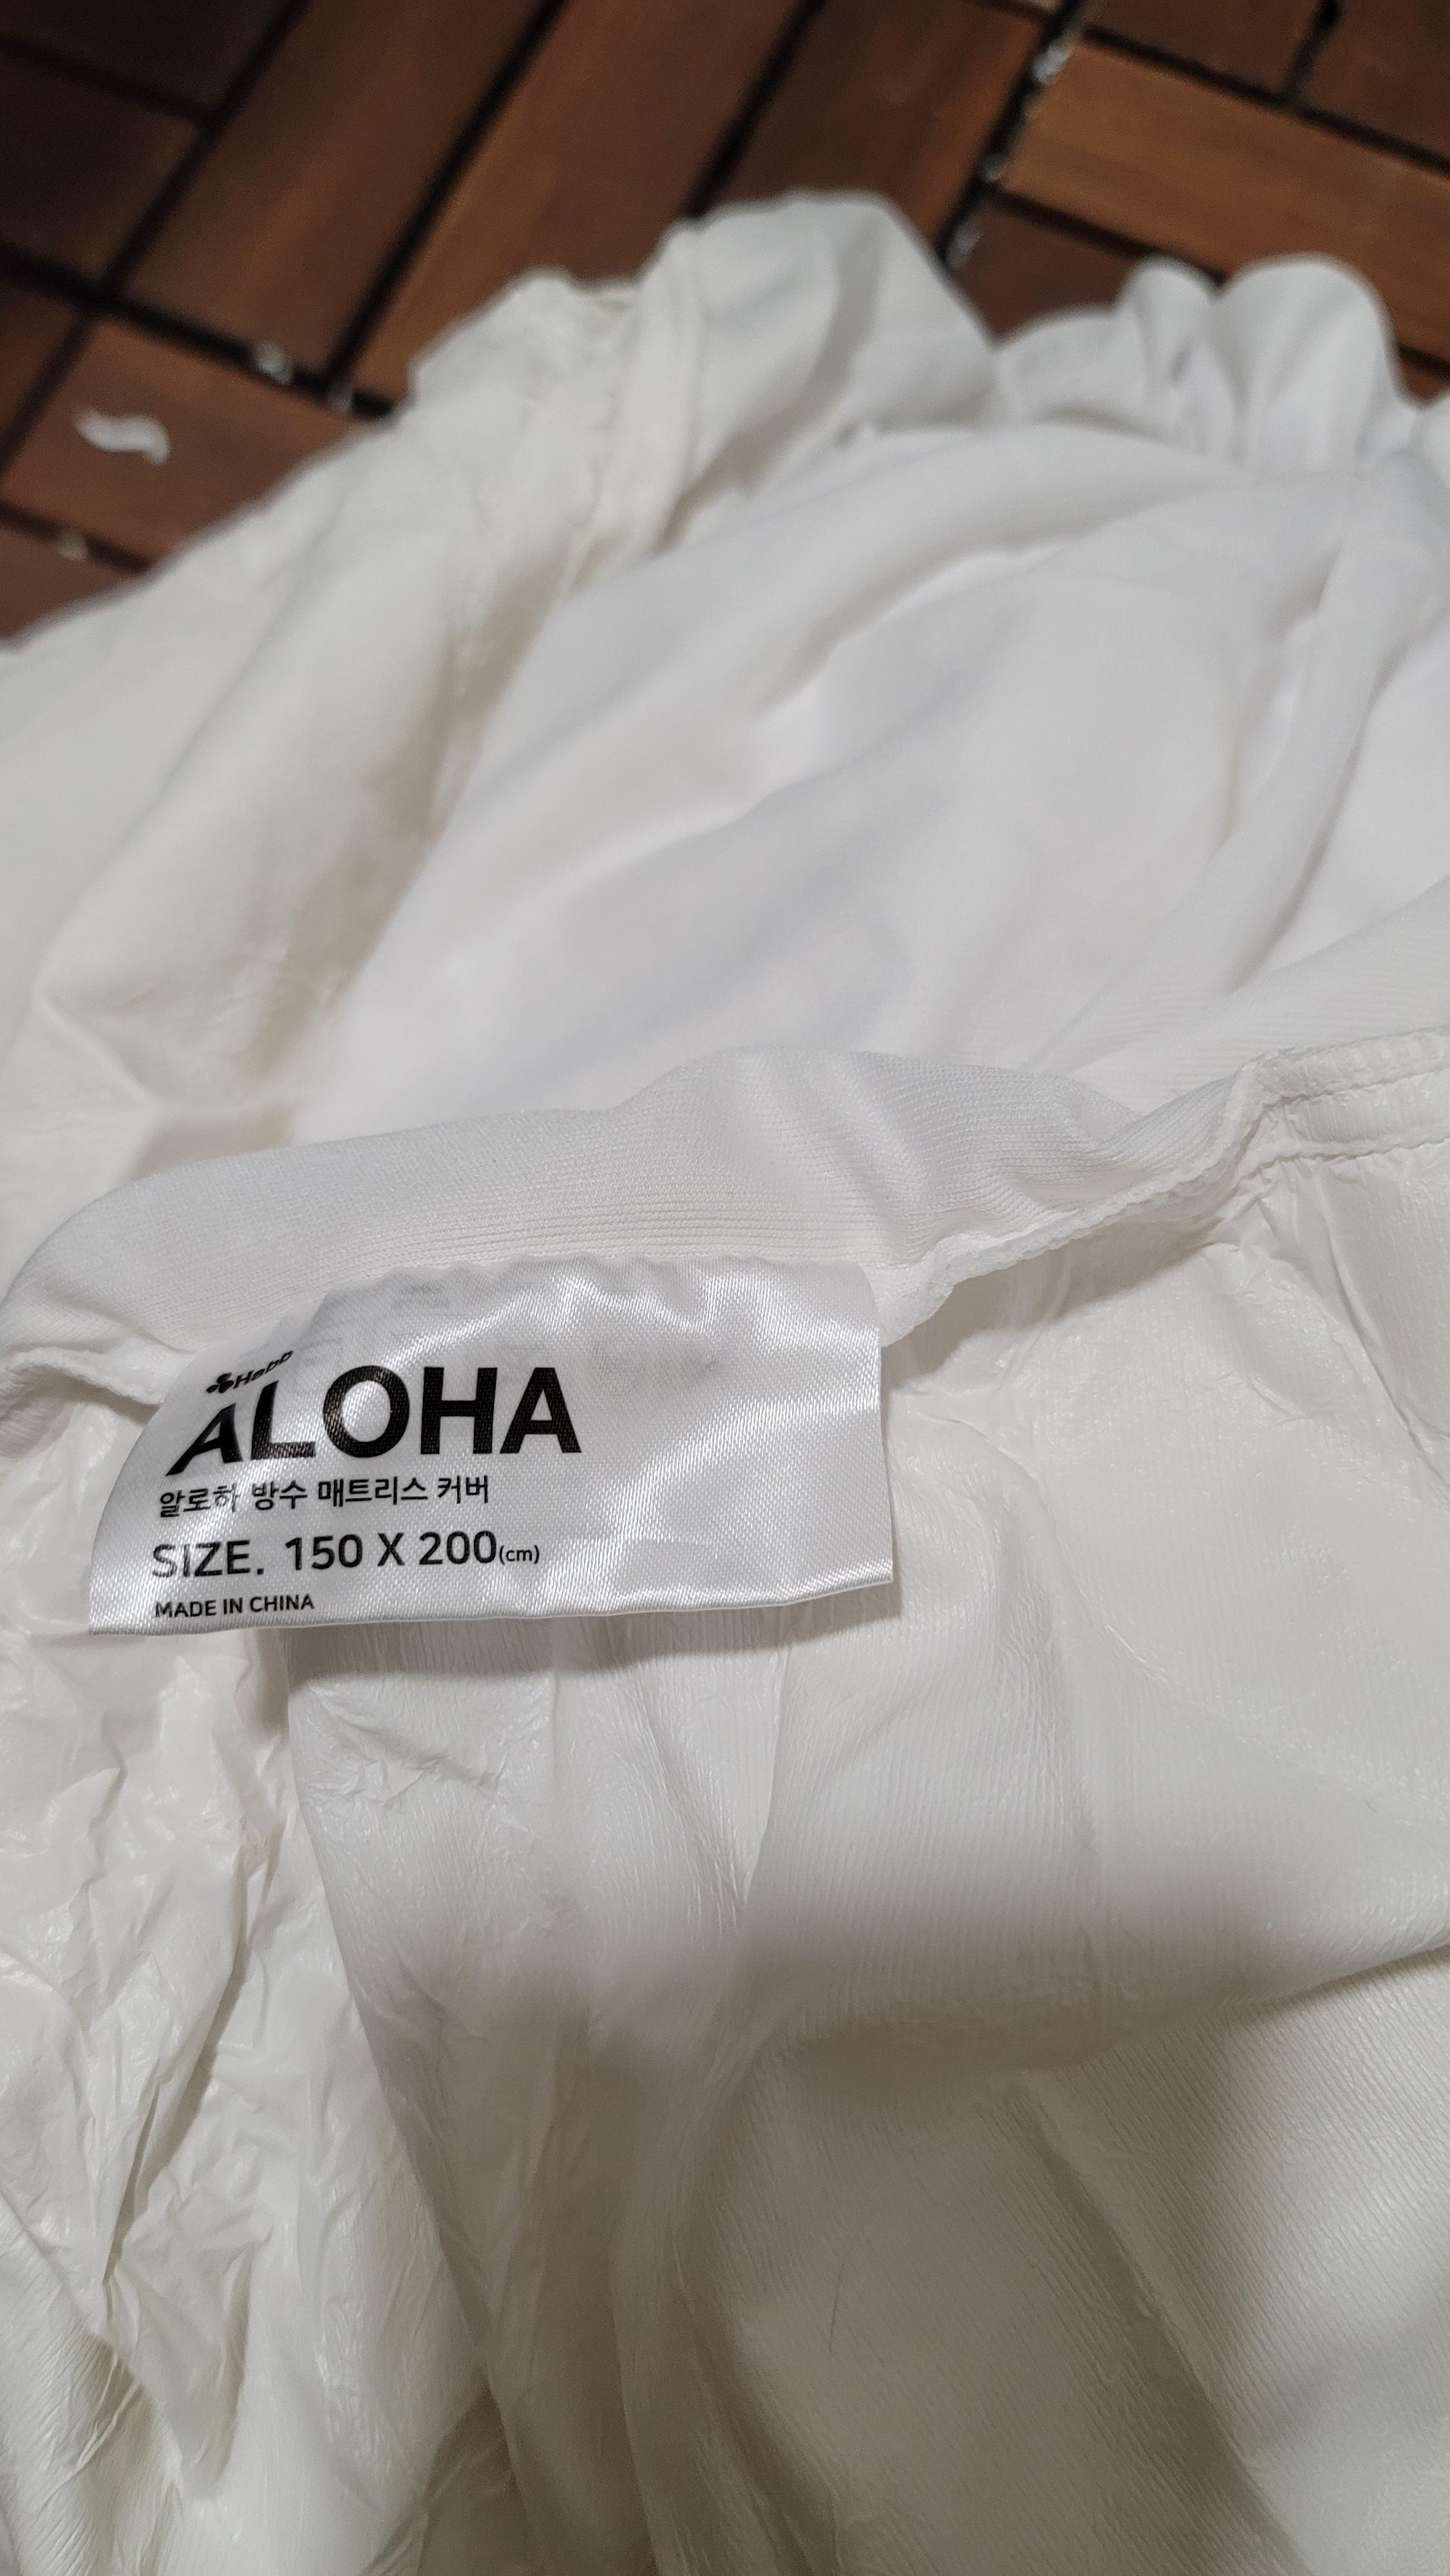 Habb
ALOHA
알로하 방수 매트리스 커버
SIZE. 150 X 200(cm)
MADE IN CHINA